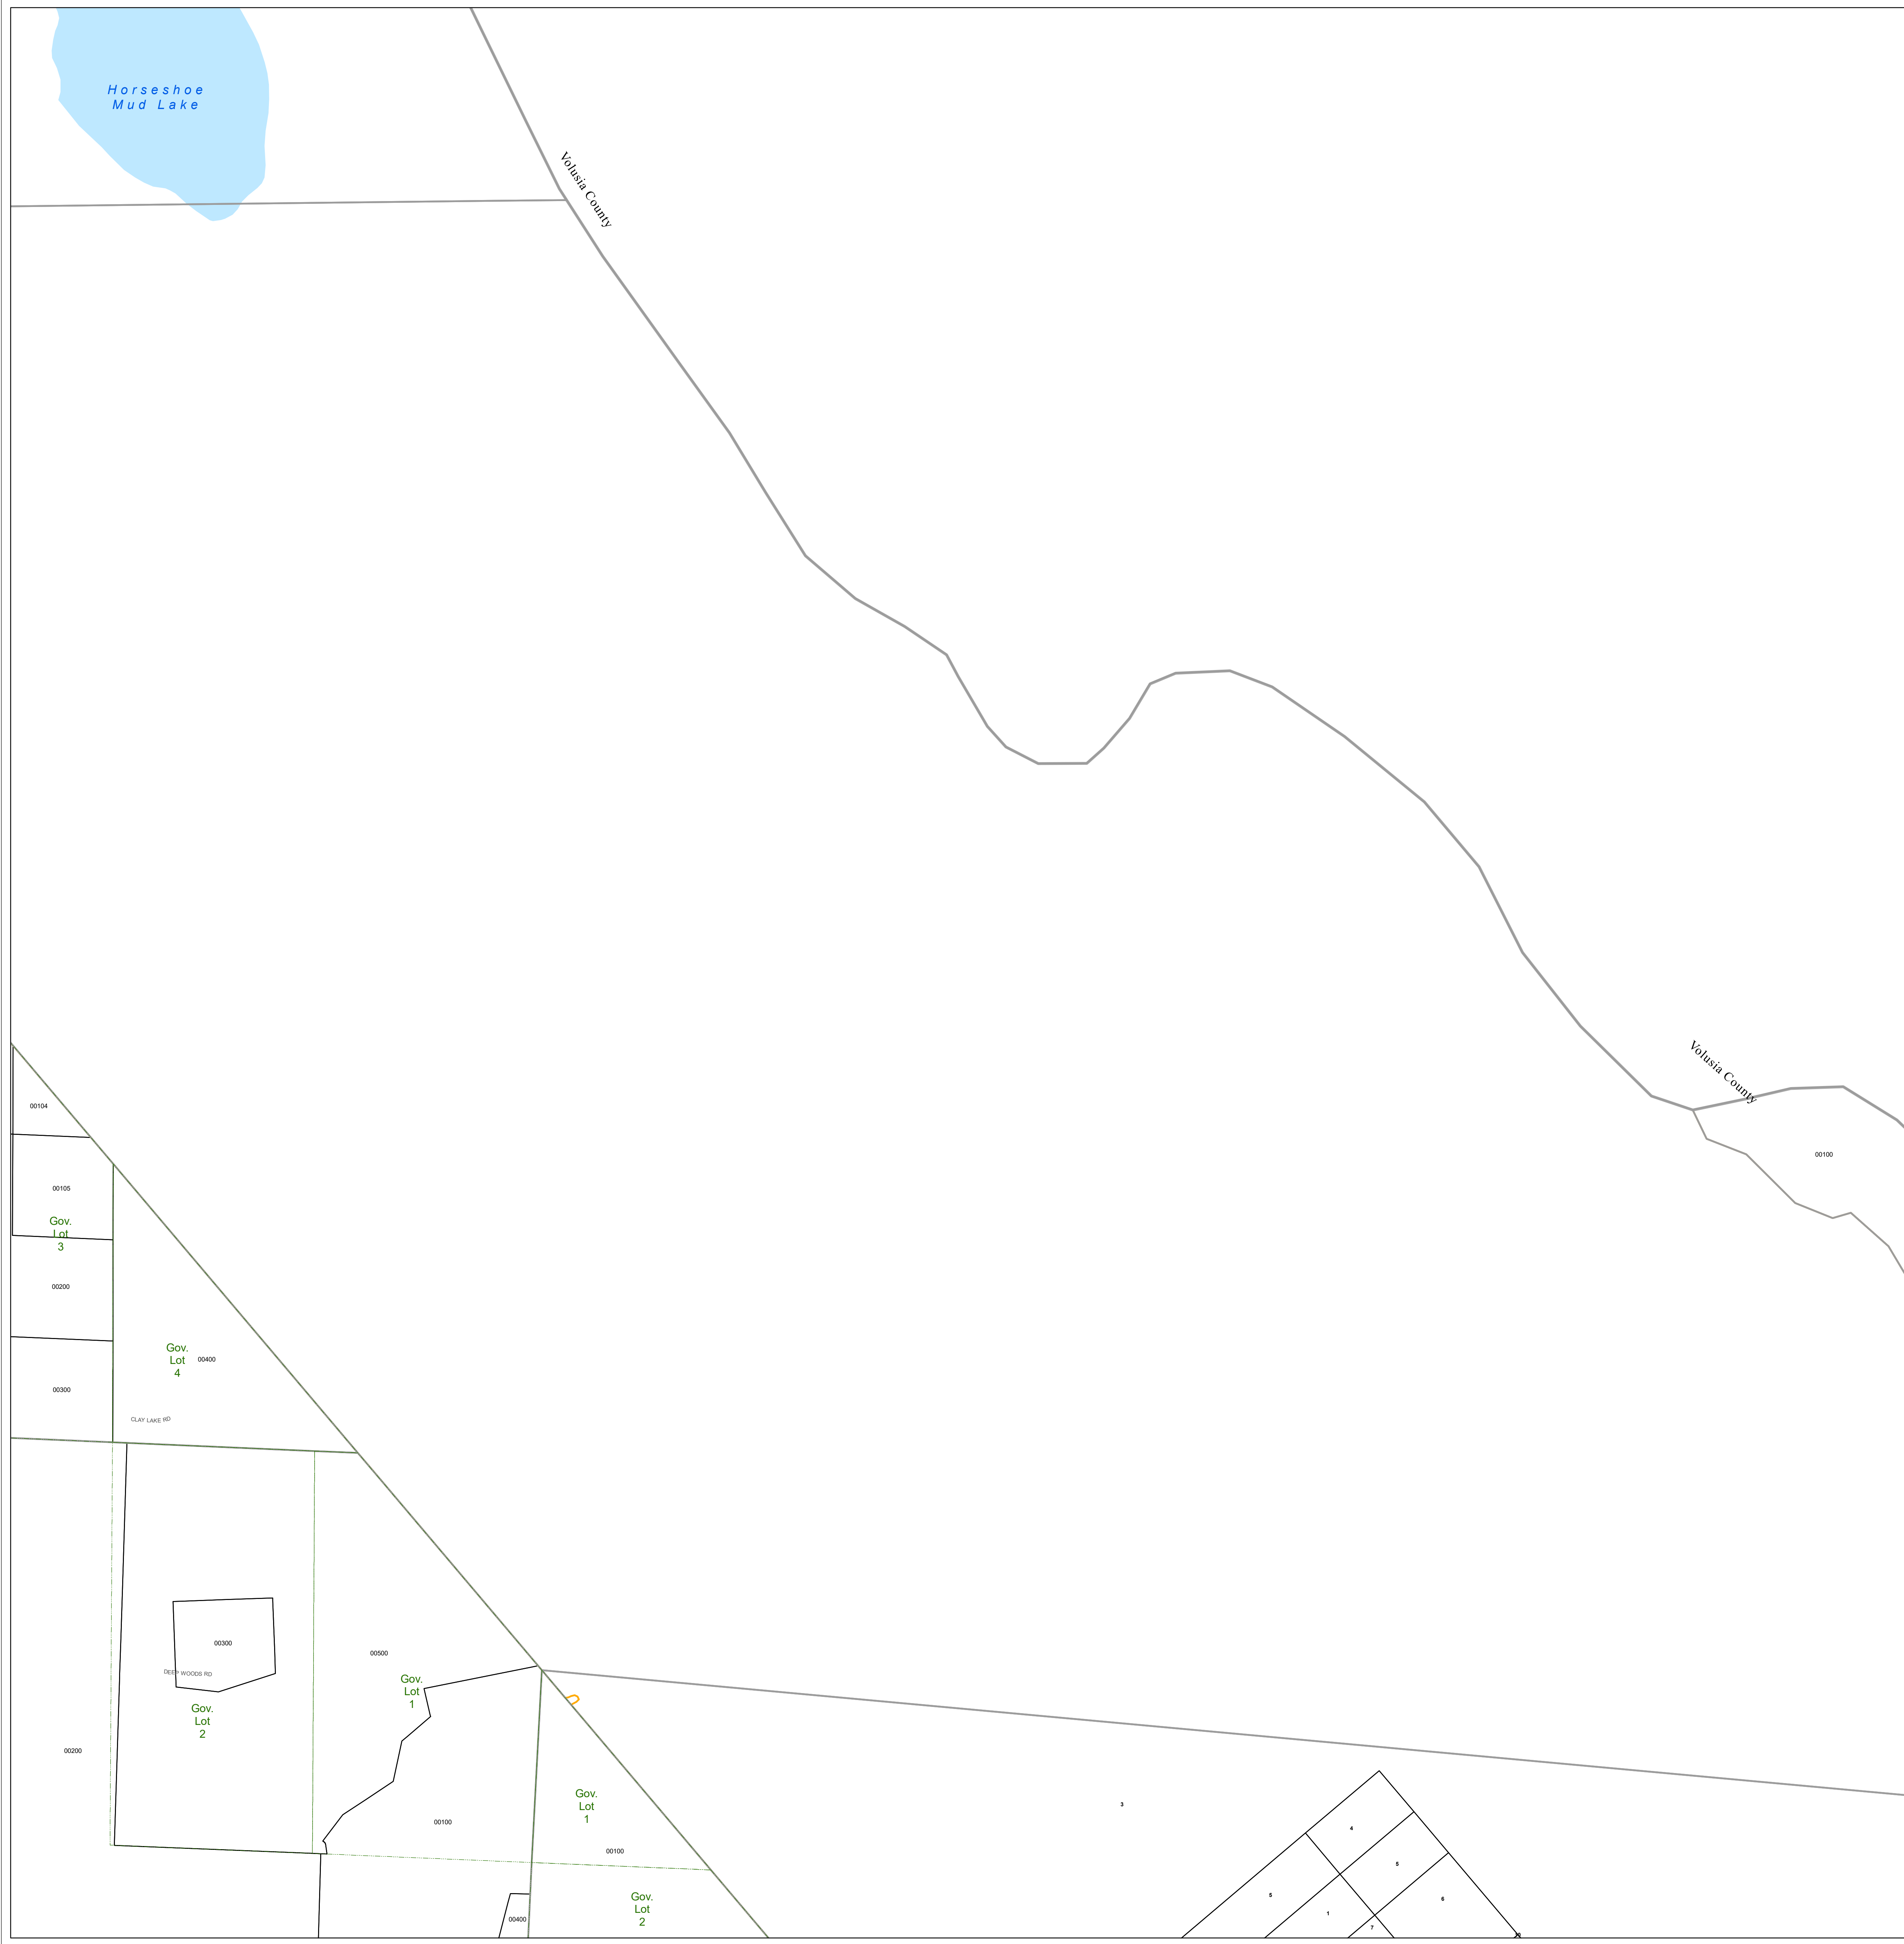 Horseshoe
Mud Lake
Volusia County
Volusia County
00104
00100
00105
Gov.
Lot
3
00200
Gov.
Lot
4
00400
00300
CLAY LAKE RD
00300
DEEP WOODS RD
00500
Gov.
Lot
1
Gov.
Lot
2
00200
Gov.
Lot
1
3
00100
4
00100
5
5
6
Gov.
Lot
2
1
00400
7